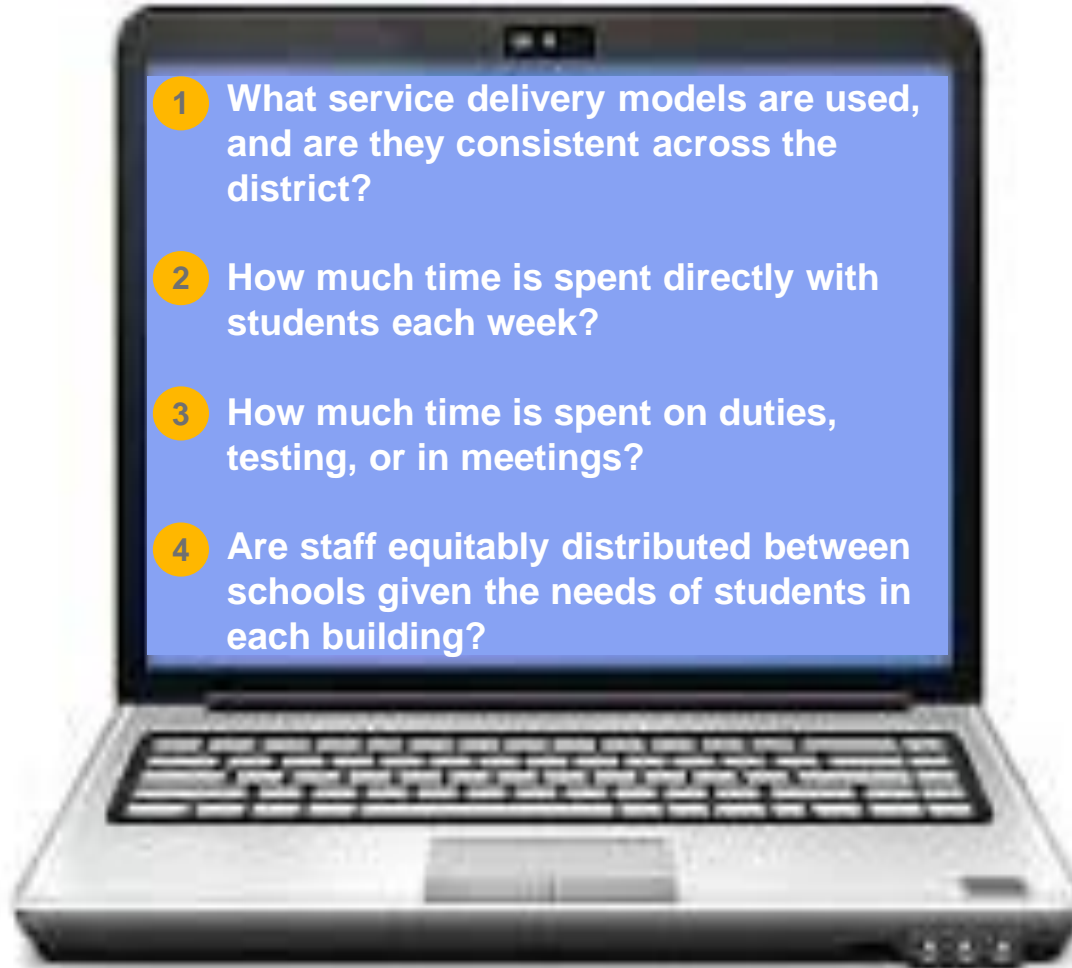 1 What service delivery models are used,
and are they consistent across the
district?
2 How much time is spent directly with
students each week?
3 How much time is spent on duties,
testing, or in meetings?
4 Are staff equitably distributed between
schools given the needs of students in
each building?